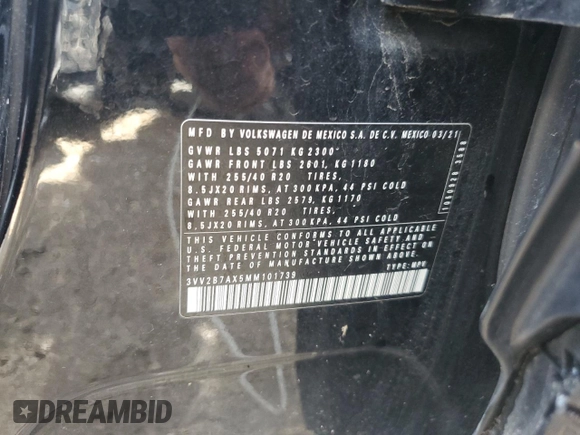 MFD BY VOLKSWAGEN DE MEXICO S.A. DE C.V. MEXICO 03/21
GVWR LBS 5071 KG 2300
GAWR FRONT LBS 2601, KG 1180
WITH 255/40 R20 TIRES,
8.5JX20 RIMS, AT 300 KPA, 44 PSI COLD
GAWR REAR LBS 2579, KG 1170
WITH 255/40 R20 TIRES,
8.5JX20 RIMS, AT 300 KPA, 44 PSI COLD
THIS VEHICLE CONFORMS TO ALL APPLICABLE
U.S. FEDERAL MOTOR VEHICLE SAFETY AND
THEFT PREVENTION STANDARDS IN EFFECT ON
THE DATE OF MANUFACTURE SHOWN ABOVE.
3VV2B7AX5MM101739 TYPE: MPV
DREAMBID